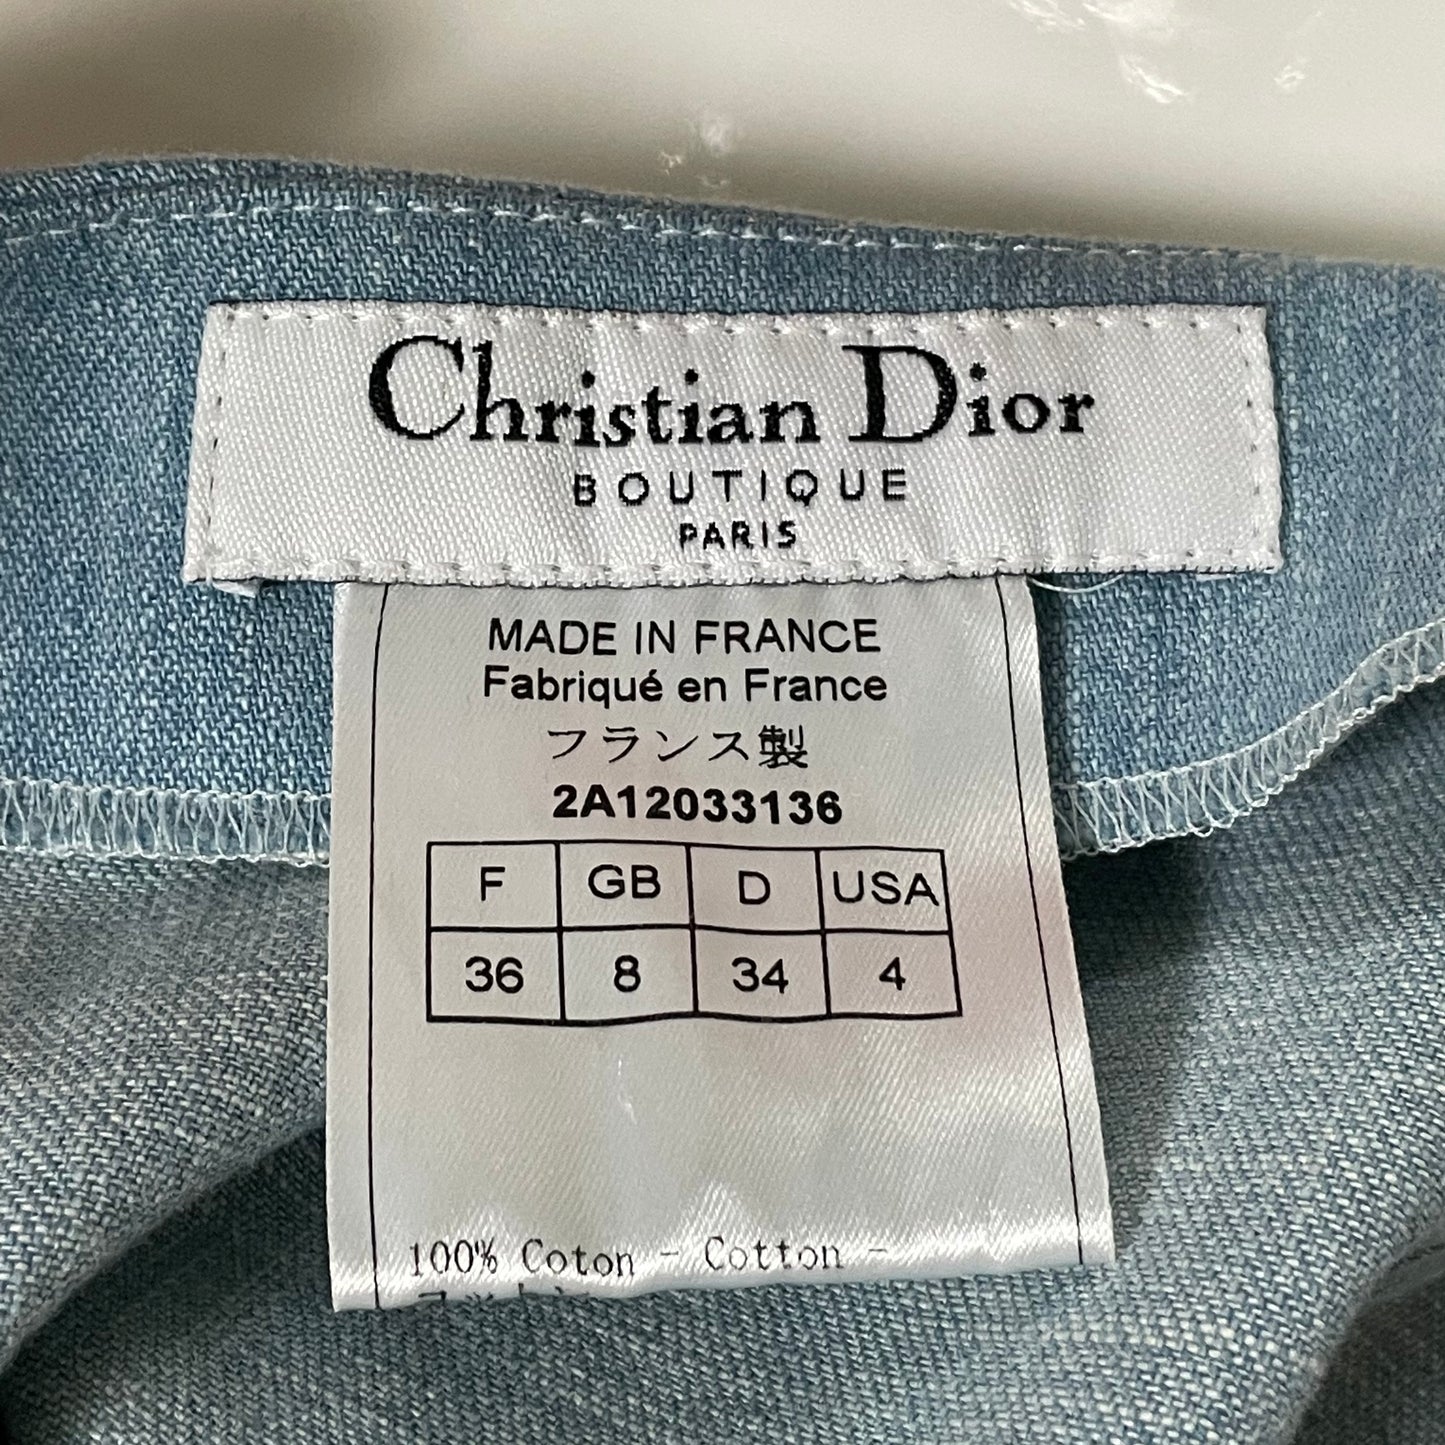 Christian Dior
BOUTIQUE
PARIS
MADE IN FRANCE
Fabriqué en France
フランス製
2A12033136
F GB D USA
36 8 34 4
100% Coton - Cotton -